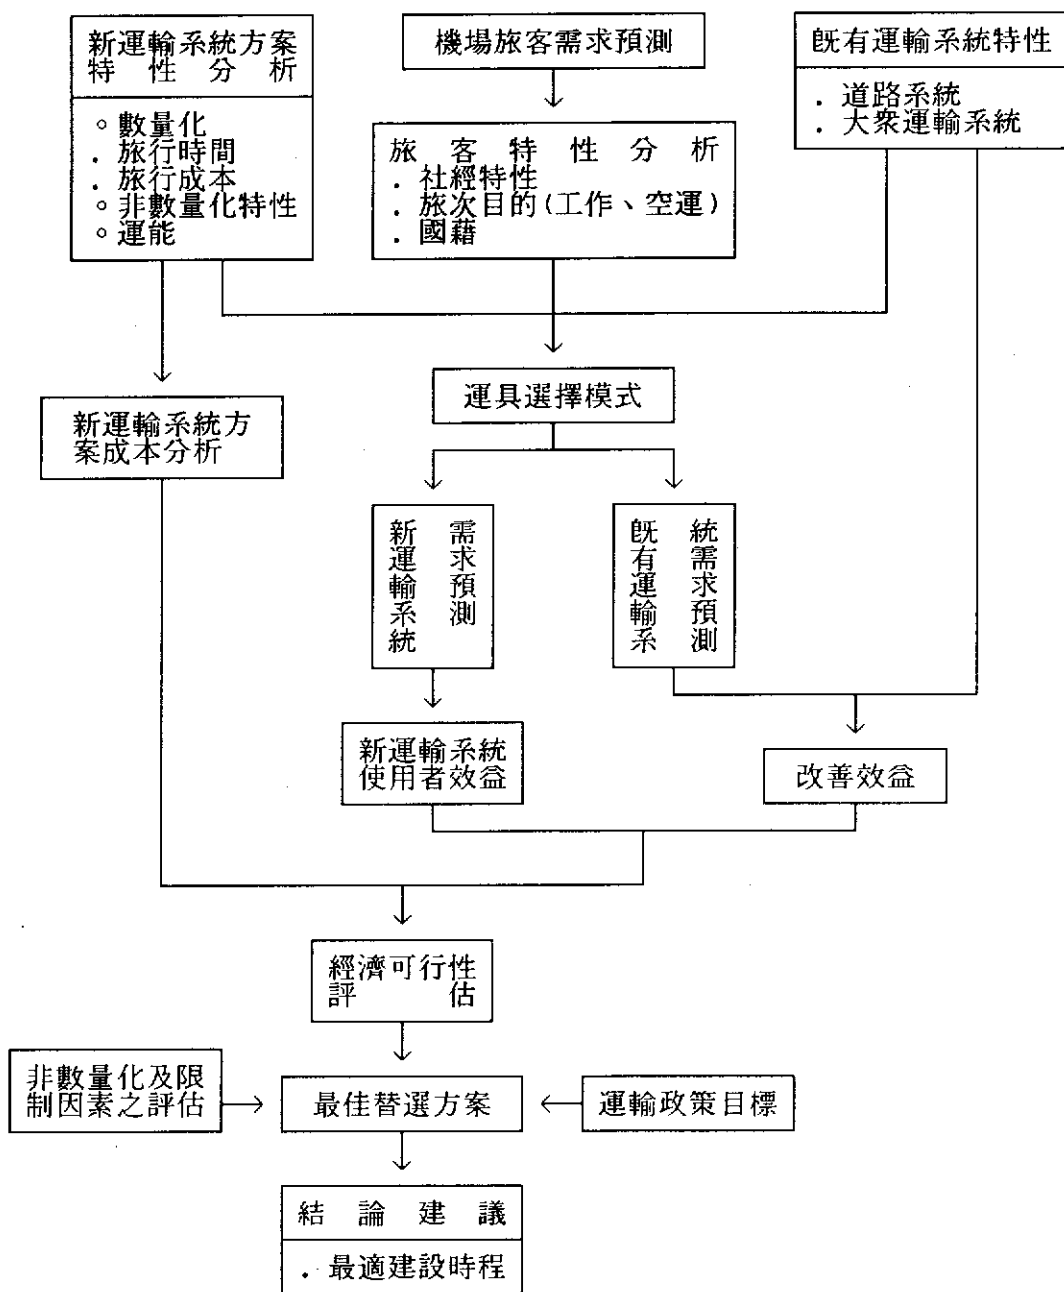 新運輸系統方案
特性分析
。數量化
．旅行時間
．旅行成本
。非數量化特性
。運能
機場旅客需求預測
旅客特性分析
．社經特性
．旅次目的(工作、空運)
．國藉
既有運輸系統特性
．道路系統
．大眾運輸系統
運具選擇模式
新運輸系統方
案成本分析
新運輸系統
需求預測
既有運輸系
統需求預測
新運輸系統
使用者效益
改善效益
經濟可行性
評估
非數量化及限
制因素之評估
最佳替選方案
運輸政策目標
結論建議
．最適建設時程